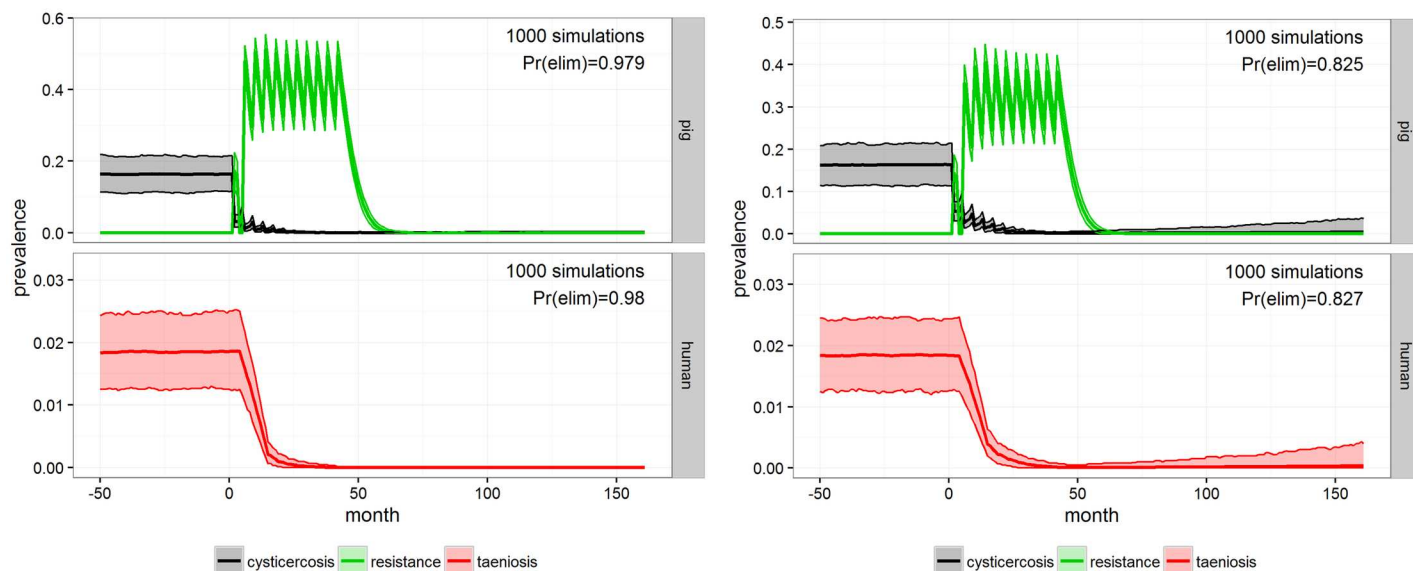 prevalence
0.6
0.4
0.2
0.0
1000 simulations
Pr(elim)=0.979
pig
0.03
0.02
0.01
0.00
1000 simulations
Pr(elim)=0.98
human
-50
0
50
100
150
month
cysticercosis
resistance
taeniosis
prevalence
0.5
0.4
0.3
0.2
0.1
0.0
1000 simulations
Pr(elim)=0.825
pig
0.03
0.02
0.01
0.00
1000 simulations
Pr(elim)=0.827
human
-50
0
50
100
150
month
cysticercosis
resistance
taeniosis